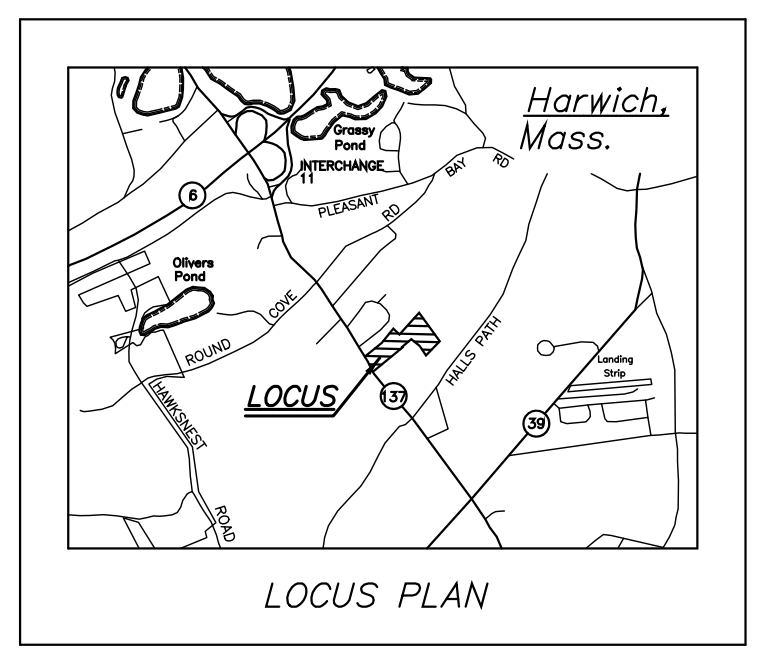 Harwich,
Mass.
Grassy
Pond
INTERCHANGE
11
BAY
RD
PLEASANT
RD
6
Olivers
Pond
COVE
ROUND
HALLS PATH
Landing
Strip
LOCUS
137
39
HAWKSNEST
ROAD
LOCUS PLAN